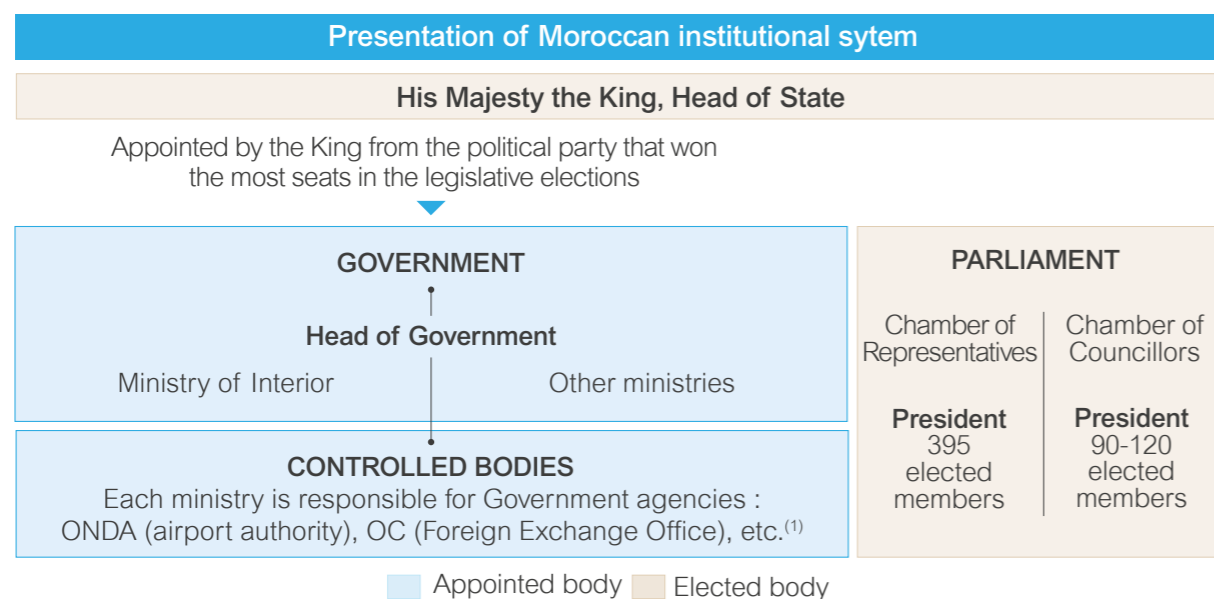 Presentation of Moroccan institutional sytem
His Majesty the King, Head of State
Appointed by the King from the political party that won
the most seats in the legislative elections
GOVERNMENT
Head of Government
Ministry of Interior
Other ministries
CONTROLLED BODIES
Each ministry is responsible for Government agencies :
ONDA (airport authority), OC (Foreign Exchange Office), etc.(1)
PARLIAMENT
Chamber of
Representatives
President
395
elected
members
Chamber of
Councillors
President
90-120
elected
members
Appointed body
Elected body